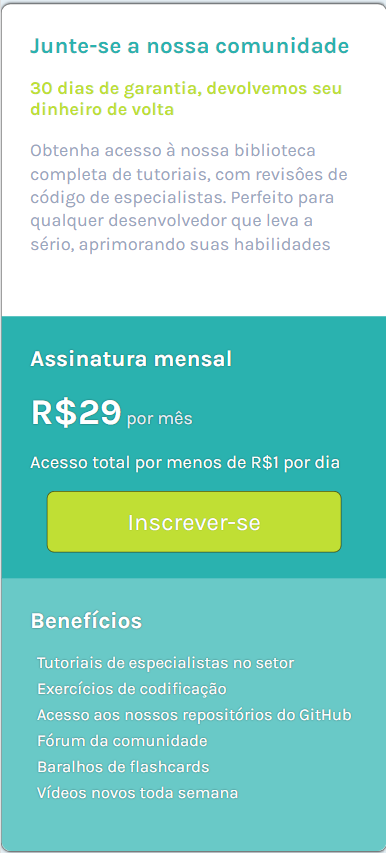 Junte-se a nossa comunidade
30 dias de garantia, devolvemos seu
dinheiro de volta
Obtenha acesso à nossa biblioteca
completa de tutoriais, com revisões de
código de especialistas. Perfeito para
qualquer desenvolvedor que leva a
sério, aprimorando suas habilidades
Assinatura mensal
R$29 por mês
Acesso total por menos de R$1 por dia
Inscrever-se
Benefícios
Tutoriais de especialistas no setor
Exercícios de codificação
Acesso aos nossos repositórios do GitHub
Fórum da comunidade
Baralhos de flashcards
Vídeos novos toda semana